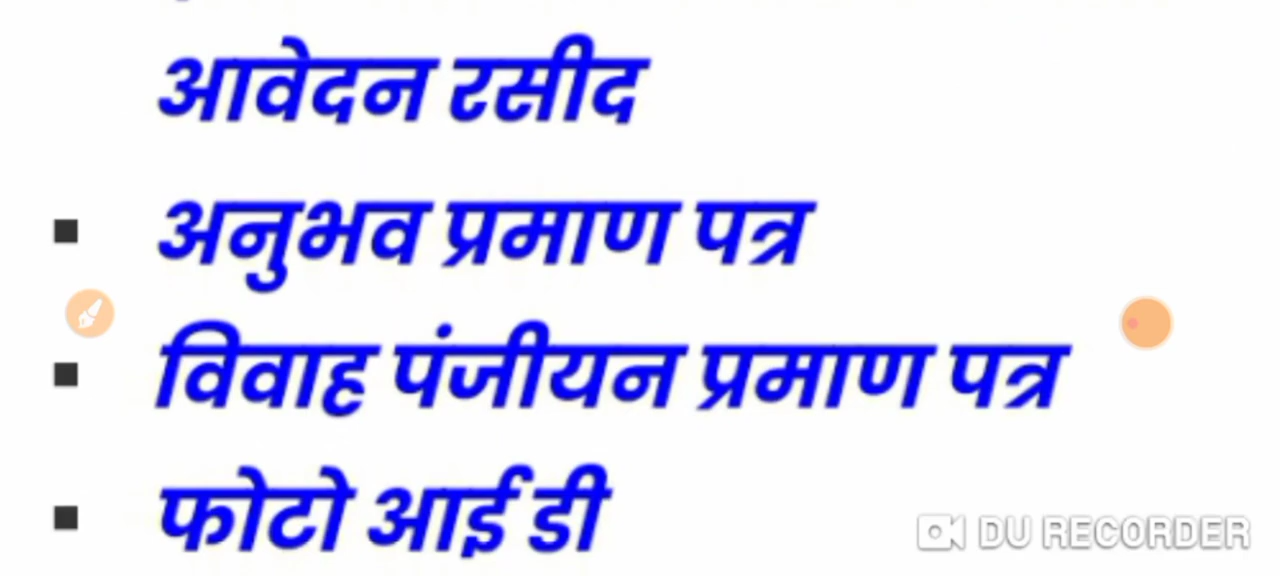 आवेदन रसीद
▪ अनुभव प्रमाण पत्र
▪ विवाह पंजीयन प्रमाण पत्र
▪ फोटो आई डी
DU RECORDER